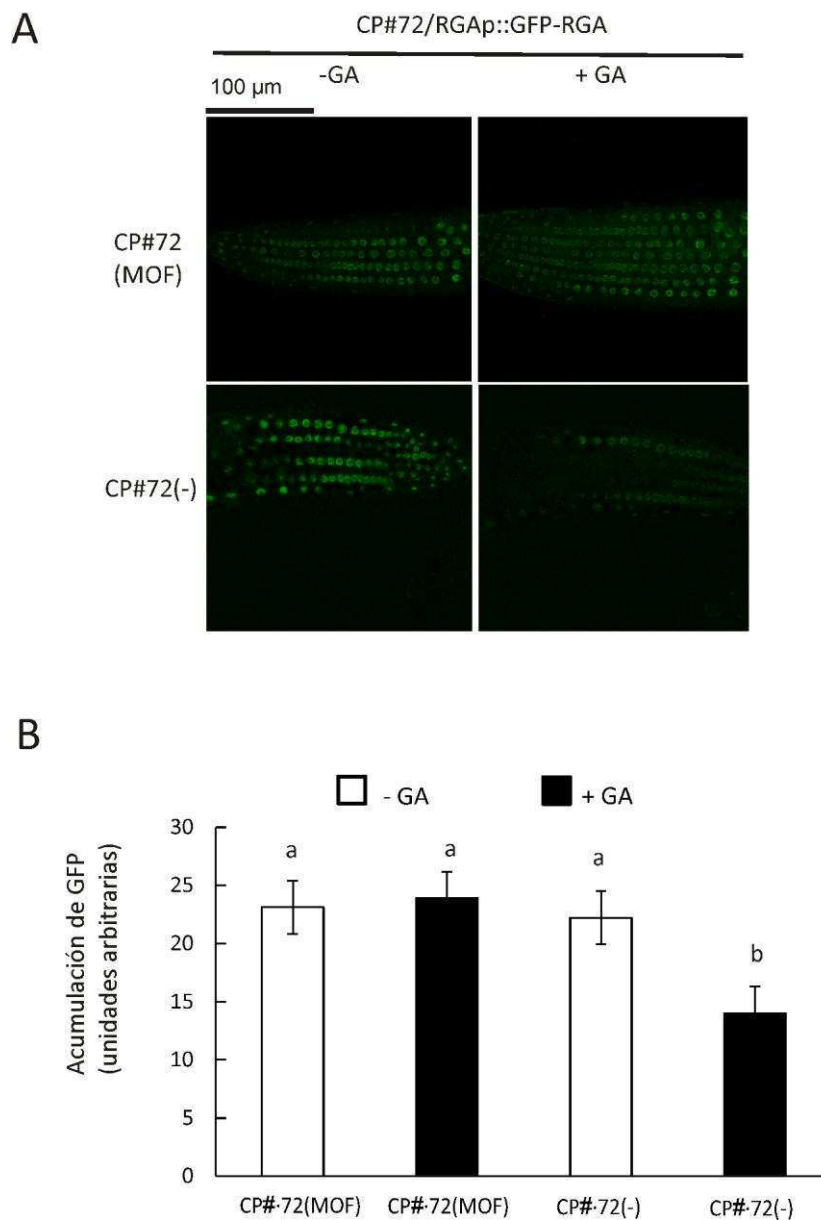 A
CP#72/RGAp::GFP-RGA
-GA
+ GA
100 µm
CP#72
(MOF)
CP#72(-)
B
- GA
+ GA
Acumulación de GFP
(unidades arbitrarias)
30
25
20
15
10
5
0
a
a
a
b
CP#·72(MOF)
CP#·72(MOF)
CP#·72(-)
CP#·72(-)